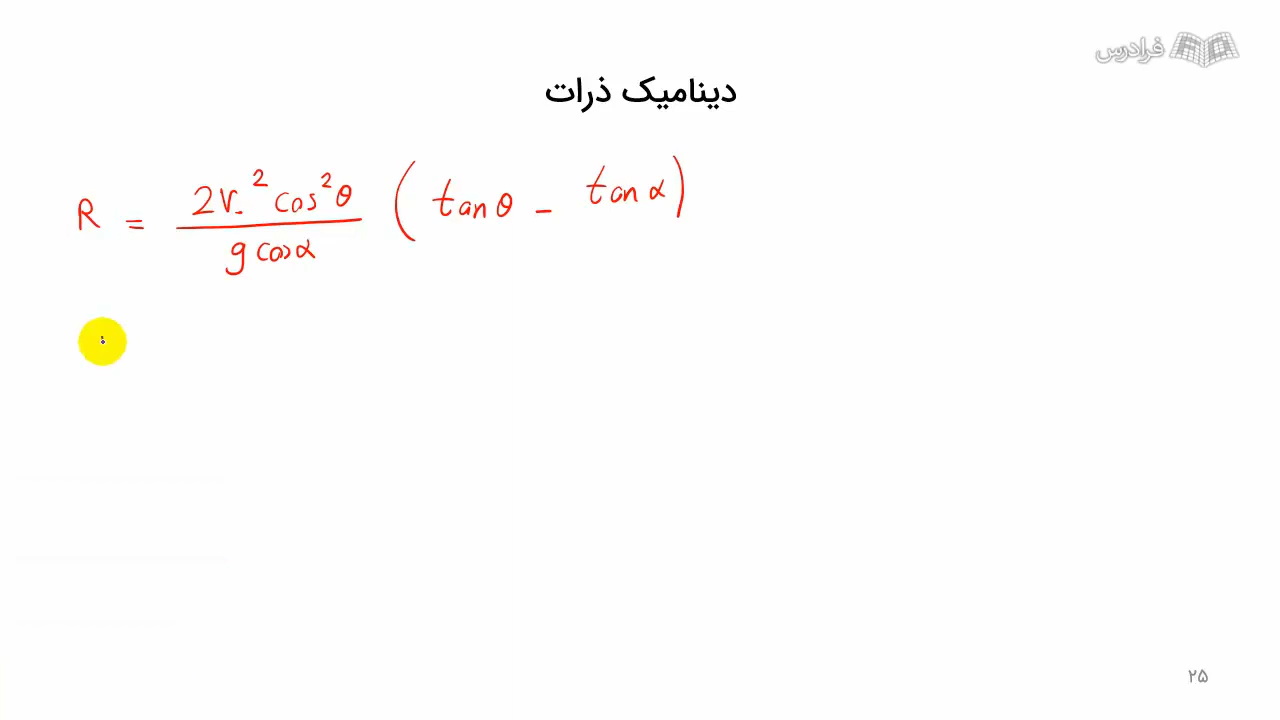 فرادرس
دینامیک ذرات
R = 2V₀² cos²θ / g cosα ( tanθ - tanα )
۲۵